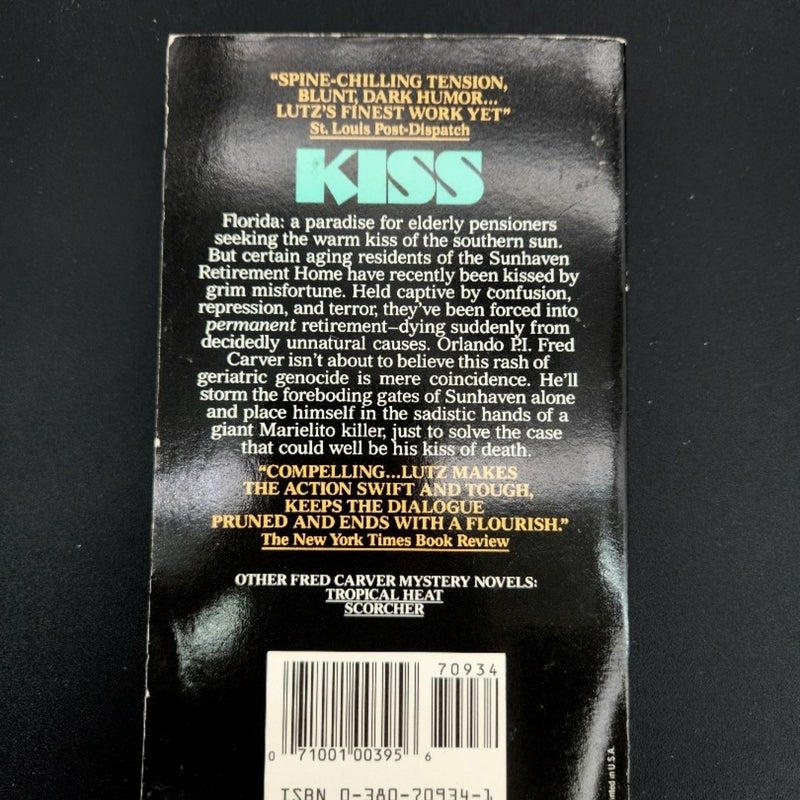 "SPINE-CHILLING TENSION,
BLUNT, DARK HUMOR...
LUTZ'S FINEST WORK YET"
St. Louis Post-Dispatch
KISS
Florida: a paradise for elderly pensioners
seeking the warm kiss of the southern sun.
But certain aging residents of the Sunhaven
Retirement Home have recently been kissed by
grim misfortune. Held captive by confusion,
repression, and terror, they've been forced into
permanent retirement—dying suddenly from
decidedly unnatural causes. Orlando P.I. Fred
Carver isn't about to believe this rash of
geriatric genocide is mere coincidence. He'll
storm the foreboding gates of Sunhaven alone
and place himself in the sadistic hands of a
giant Marielito killer, just to solve the case
that could well be his kiss of death.
"COMPELLING...LUTZ MAKES
THE ACTION SWIFT AND TOUGH,
KEEPS THE DIALOGUE
PRUNED AND ENDS WITH A FLOURISH."
The New York Times Book Review
OTHER FRED CARVER MYSTERY NOVELS:
TROPICAL HEAT
SCORCHER
70934
0 71001 00395 6
ISBN 0-380-70934-1
nted in U.S.A.